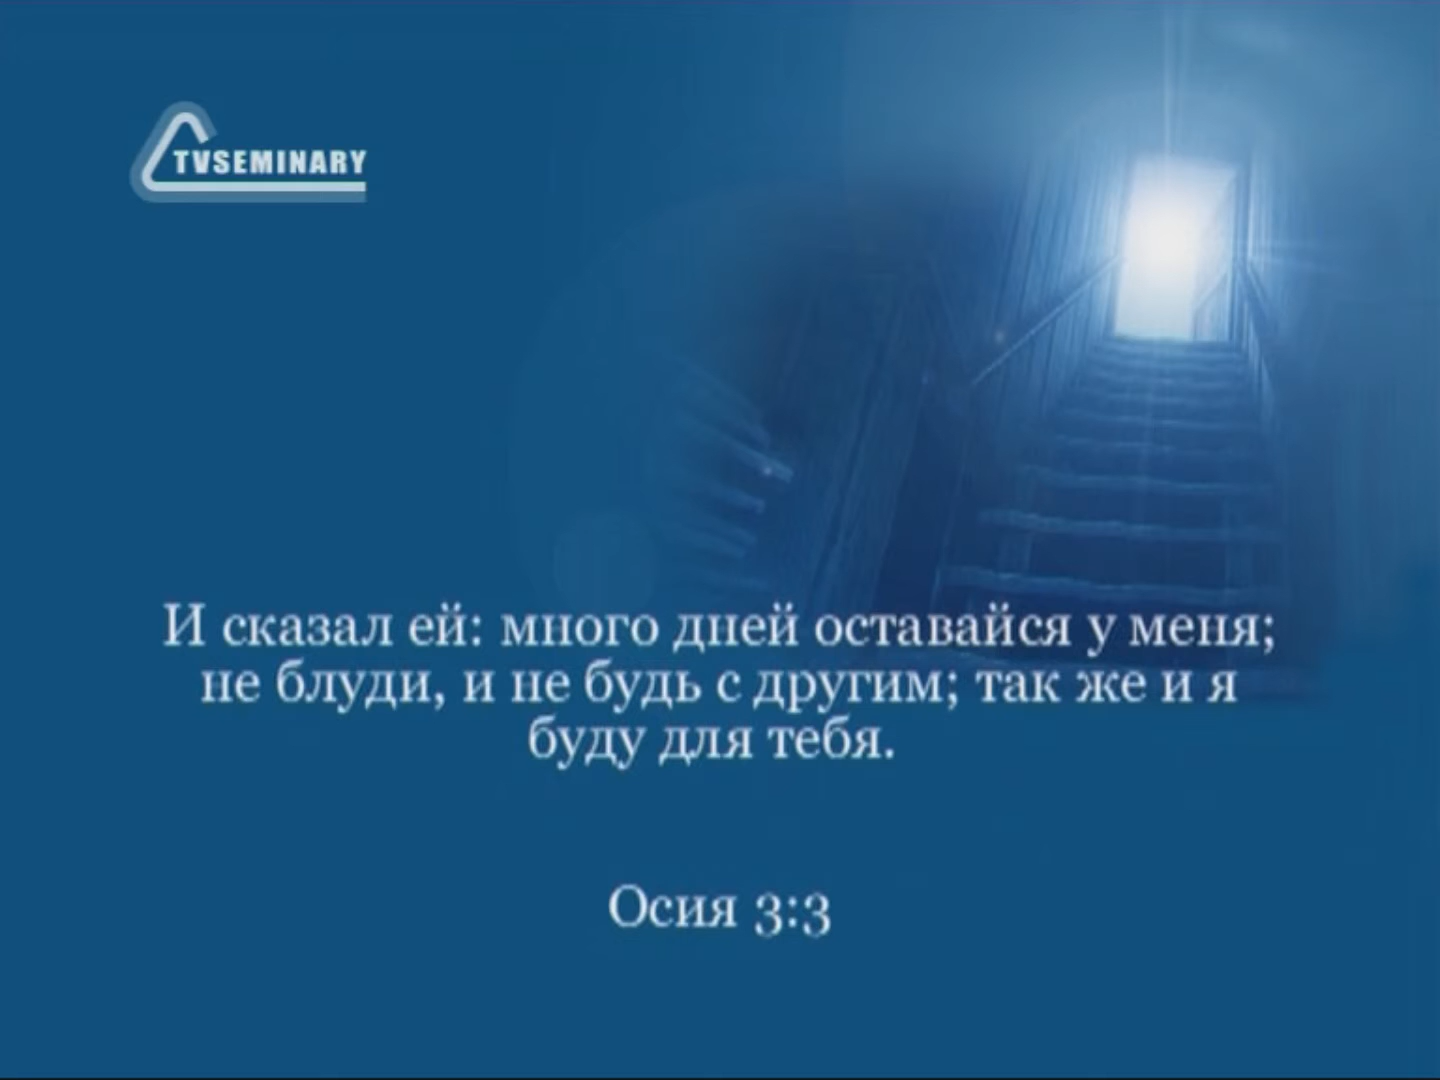 TVSEMINARY
И сказал ей: много дней оставайся у меня;
не блуди, и не будь с другим; так же и я
буду для тебя.
Осия 3:3